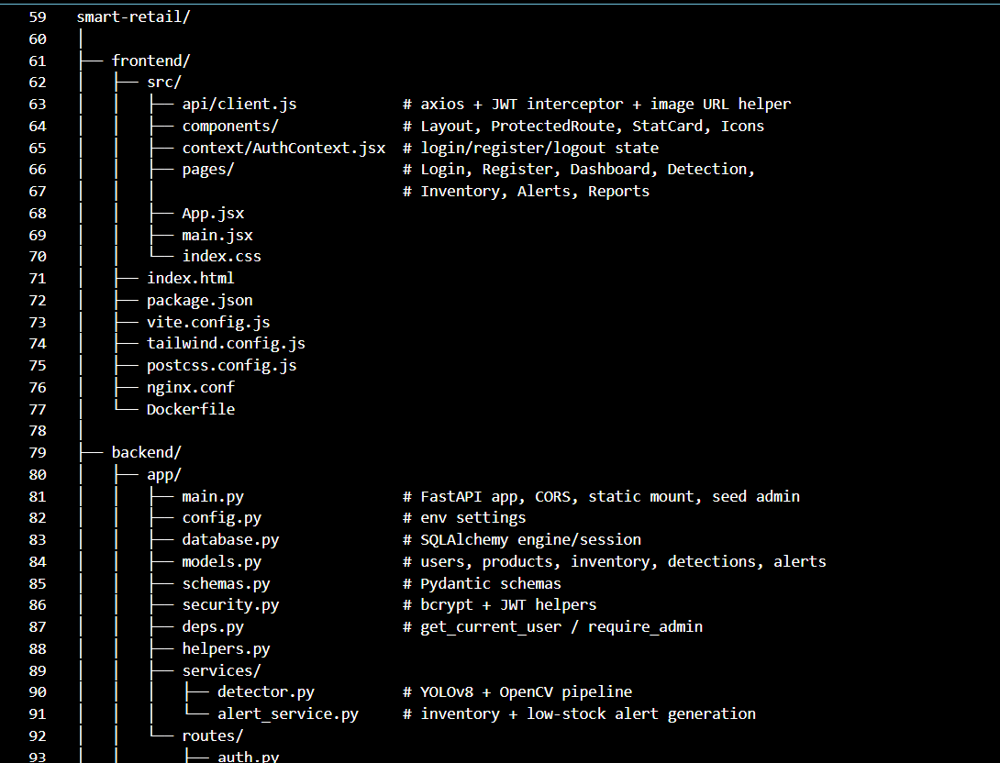 59 smart-retail/
60 │
61 ├── frontend/
62 │   ├── src/
63 │   │   ├── api/client.js            # axios + JWT interceptor + image URL helper
64 │   │   ├── components/              # Layout, ProtectedRoute, StatCard, Icons
65 │   │   ├── context/AuthContext.jsx  # login/register/logout state
66 │   │   ├── pages/                   # Login, Register, Dashboard, Detection,
67 │   │   │                            # Inventory, Alerts, Reports
68 │   │   ├── App.jsx
69 │   │   ├── main.jsx
70 │   │   └── index.css
71 │   ├── index.html
72 │   ├── package.json
73 │   ├── vite.config.js
74 │   ├── tailwind.config.js
75 │   ├── postcss.config.js
76 │   ├── nginx.conf
77 │   └── Dockerfile
78 │
79 ├── backend/
80 │   ├── app/
81 │   │   ├── main.py                  # FastAPI app, CORS, static mount, seed admin
82 │   │   ├── config.py                # env settings
83 │   │   ├── database.py              # SQLAlchemy engine/session
84 │   │   ├── models.py                # users, products, inventory, detections, alerts
85 │   │   ├── schemas.py               # Pydantic schemas
86 │   │   ├── security.py              # bcrypt + JWT helpers
87 │   │   ├── deps.py                  # get_current_user / require_admin
88 │   │   ├── helpers.py
89 │   │   ├── services/
90 │   │   │   ├── detector.py          # YOLOv8 + OpenCV pipeline
91 │   │   │   └── alert_service.py     # inventory + low-stock alert generation
92 │   │   └── routes/
93 │   │       ├── auth.py